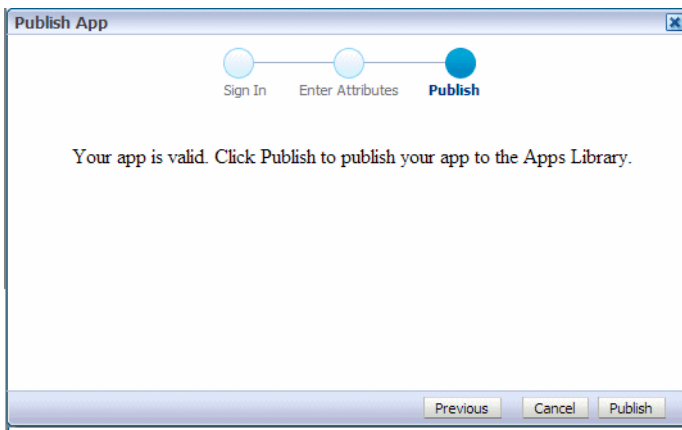 Publish App
Sign In Enter Attributes Publish
Your app is valid. Click Publish to publish your app to the Apps Library.
Previous Cancel Publish